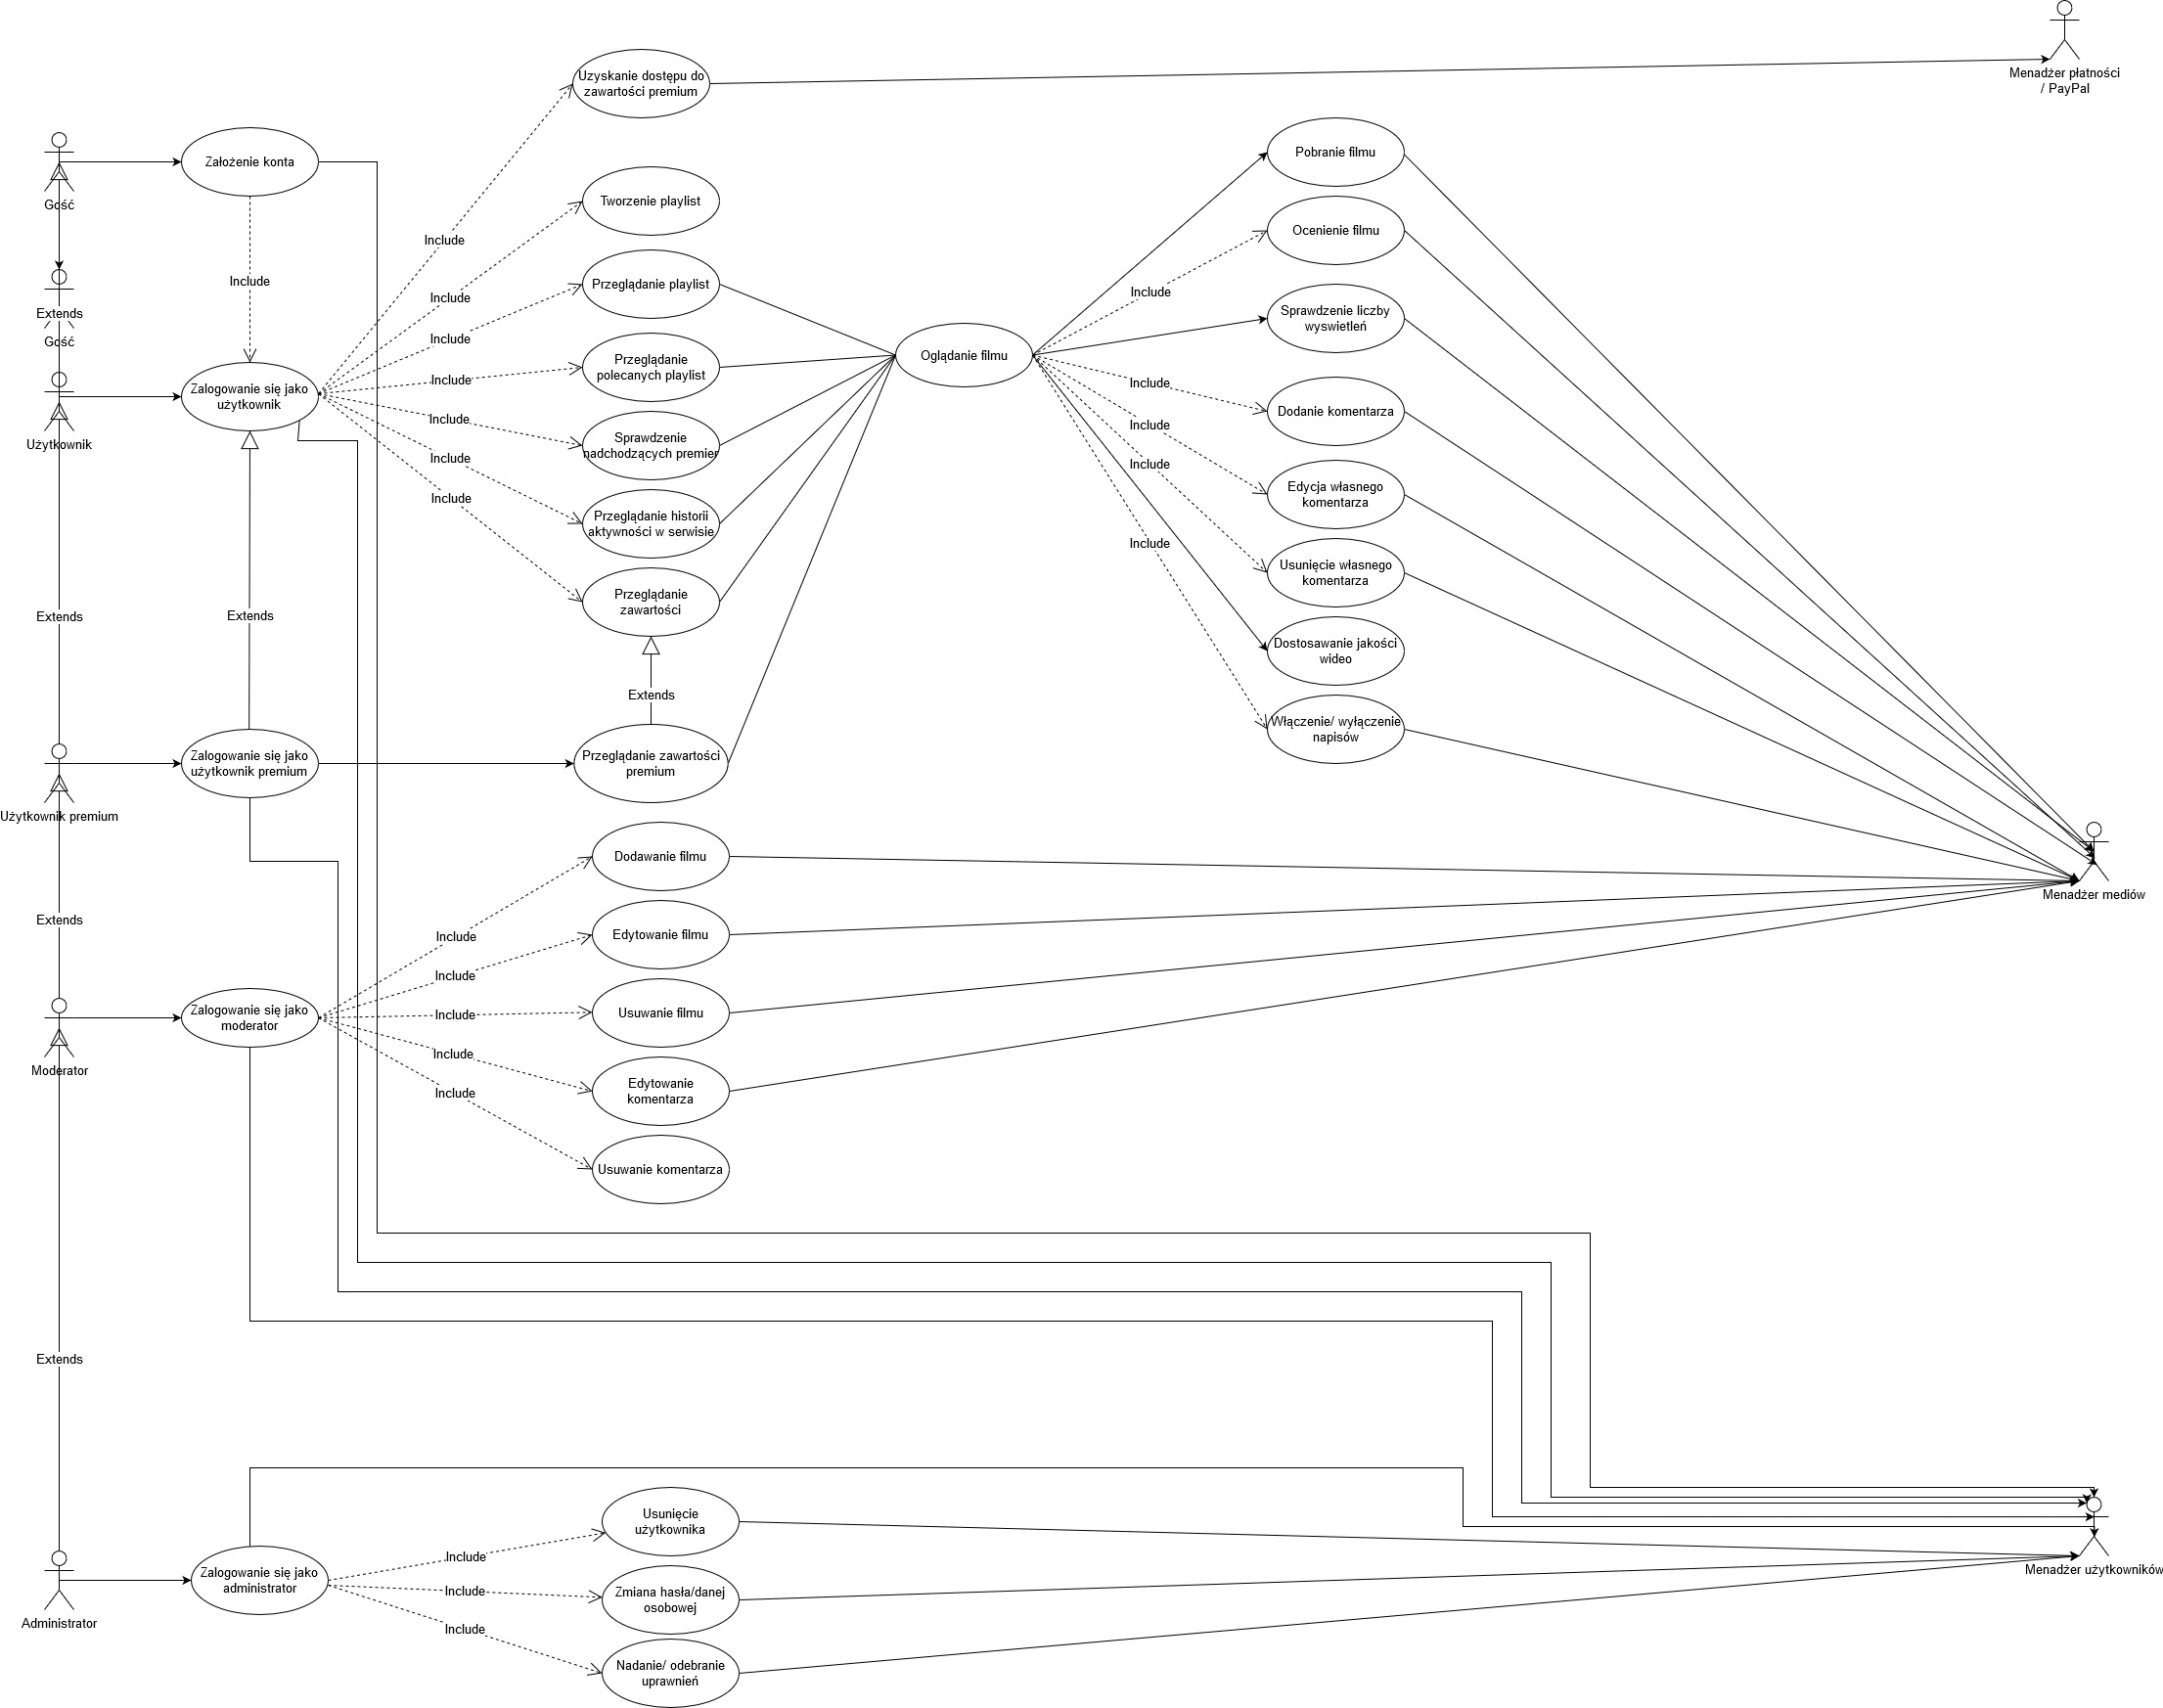 Menadżer płatności
/ PayPal
Uzyskanie dostępu do
zawartości premium
Założenie konta
Pobranie filmu
Gość
Tworzenie playlist
Include
Ocenienie filmu
Include
Przeglądanie playlist
Include
Include
Extends
Sprawdzenie liczby
wyswietleń
Gość
Include
Przeglądanie
polecanych playlist
Oglądanie filmu
Zalogowanie się jako
użytkownik
Include
Include
Dodanie komentarza
Include
Include
Użytkownik
Sprawdzenie
nadchodzących premier
Include
Include
Edycja własnego
komentarza
Include
Przeglądanie historii
aktywności w serwisie
Include
Usunięcie własnego
komentarza
Przeglądanie
zawartości
Extends
Extends
Dostosawanie jakości
wideo
Extends
Włączenie/ wyłączenie
napisów
Zalogowanie się jako
użytkownik premium
Przeglądanie zawartości
premium
Użytkownik premium
Dodawanie filmu
Menadżer mediów
Extends
Include
Edytowanie filmu
Include
Zalogowanie się jako
moderator
Include
Usuwanie filmu
Include
Moderator
Edytowanie
komentarza
Include
Usuwanie komentarza
Extends
Usunięcie
użytkownika
Include
Menadżer użytkowników
Zalogowanie się jako
administrator
Include
Zmiana hasła/danej
osobowej
Administrator
Include
Nadanie/ odebranie
uprawnień